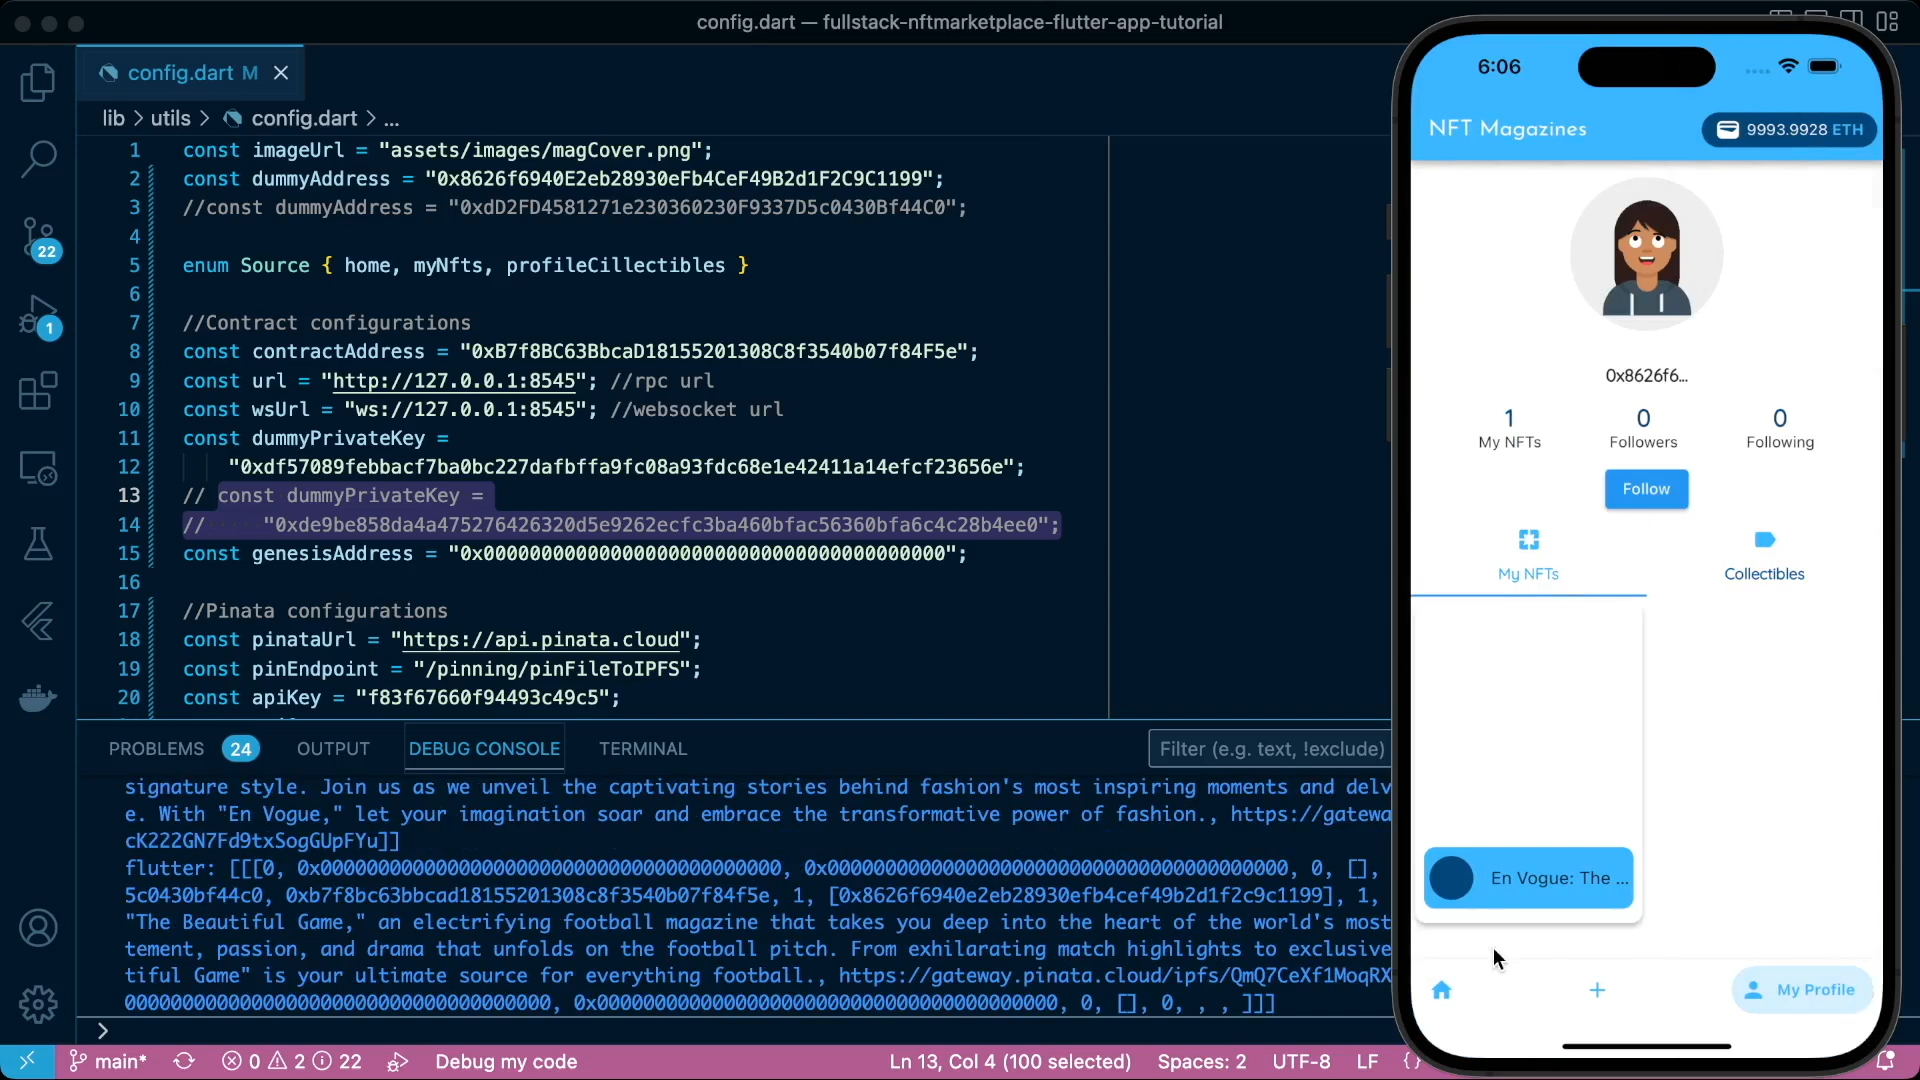 config.dart — fullstack-nftmarketplace-flutter-app-tutorial
config.dart M
lib > utils > config.dart > ...
1 const imageUrl = "assets/images/magCover.png";
2 const dummyAddress = "0x8626f6940E2eb28930eFb4CeF49B2d1F2C9C1199";
3 //const dummyAddress = "0xdD2FD4581271e230360230F9337D5c0430Bf44C0";
4
5 enum Source { home, myNfts, profileCillectibles }
6
7 //Contract configurations
8 const contractAddress = "0xB7f8BC63BbcaD18155201308C8f3540b07f84F5e";
9 const url = "http://127.0.0.1:8545"; //rpc url
10 const wsUrl = "ws://127.0.0.1:8545"; //websocket url
11 const dummyPrivateKey =
12 "0xdf57089febbacf7ba0bc227dafbffa9fc08a93fdc68e1e42411a14efcf23656e";
13 // const dummyPrivateKey =
14 // "0xde9be858da4a475276426320d5e9262ecfc3ba460bfac56360bfa6c4c28b4ee0";
15 const genesisAddress = "0x0000000000000000000000000000000000000000";
16
17 //Pinata configurations
18 const pinataUrl = "https://api.pinata.cloud";
19 const pinEndpoint = "/pinning/pinFileToIPFS";
20 const apiKey = "f83f67660f94493c49c5";
22
1
PROBLEMS 24 OUTPUT DEBUG CONSOLE TERMINAL
Filter (e.g. text, !exclude)
signature style. Join us as we unveil the captivating stories behind fashion's most inspiring moments and delv
e. With "En Vogue," let your imagination soar and embrace the transformative power of fashion., https://gatewa
cK222GN7Fd9txSogGUpFYu]]
flutter: [[[0, 0x0000000000000000000000000000000000000000, 0x0000000000000000000000000000000000000000, 0, [],
5c0430bf44c0, 0xb7f8bc63bbcad18155201308c8f3540b07f84f5e, 1, [0x8626f6940e2eb28930efb4cef49b2d1f2c9c1199], 1,
"The Beautiful Game," an electrifying football magazine that takes you deep into the heart of the world's most
tement, passion, and drama that unfolds on the football pitch. From exhilarating match highlights to exclusive
tiful Game" is your ultimate source for everything football., https://gateway.pinata.cloud/ipfs/QmQ7CeXf1MoqRX
0000000000000000000000000000000000000, 0x0000000000000000000000000000000000000000, 0, [], 0, , , ]]]
>
main* 0 2 22 Debug my code Ln 13, Col 4 (100 selected) Spaces: 2 UTF-8 LF {}
6:06
NFT Magazines
9993.9928 ETH
0x8626f6...
1 0 0
My NFTs Followers Following
Follow
My NFTs Collectibles
En Vogue: The ...
My Profile